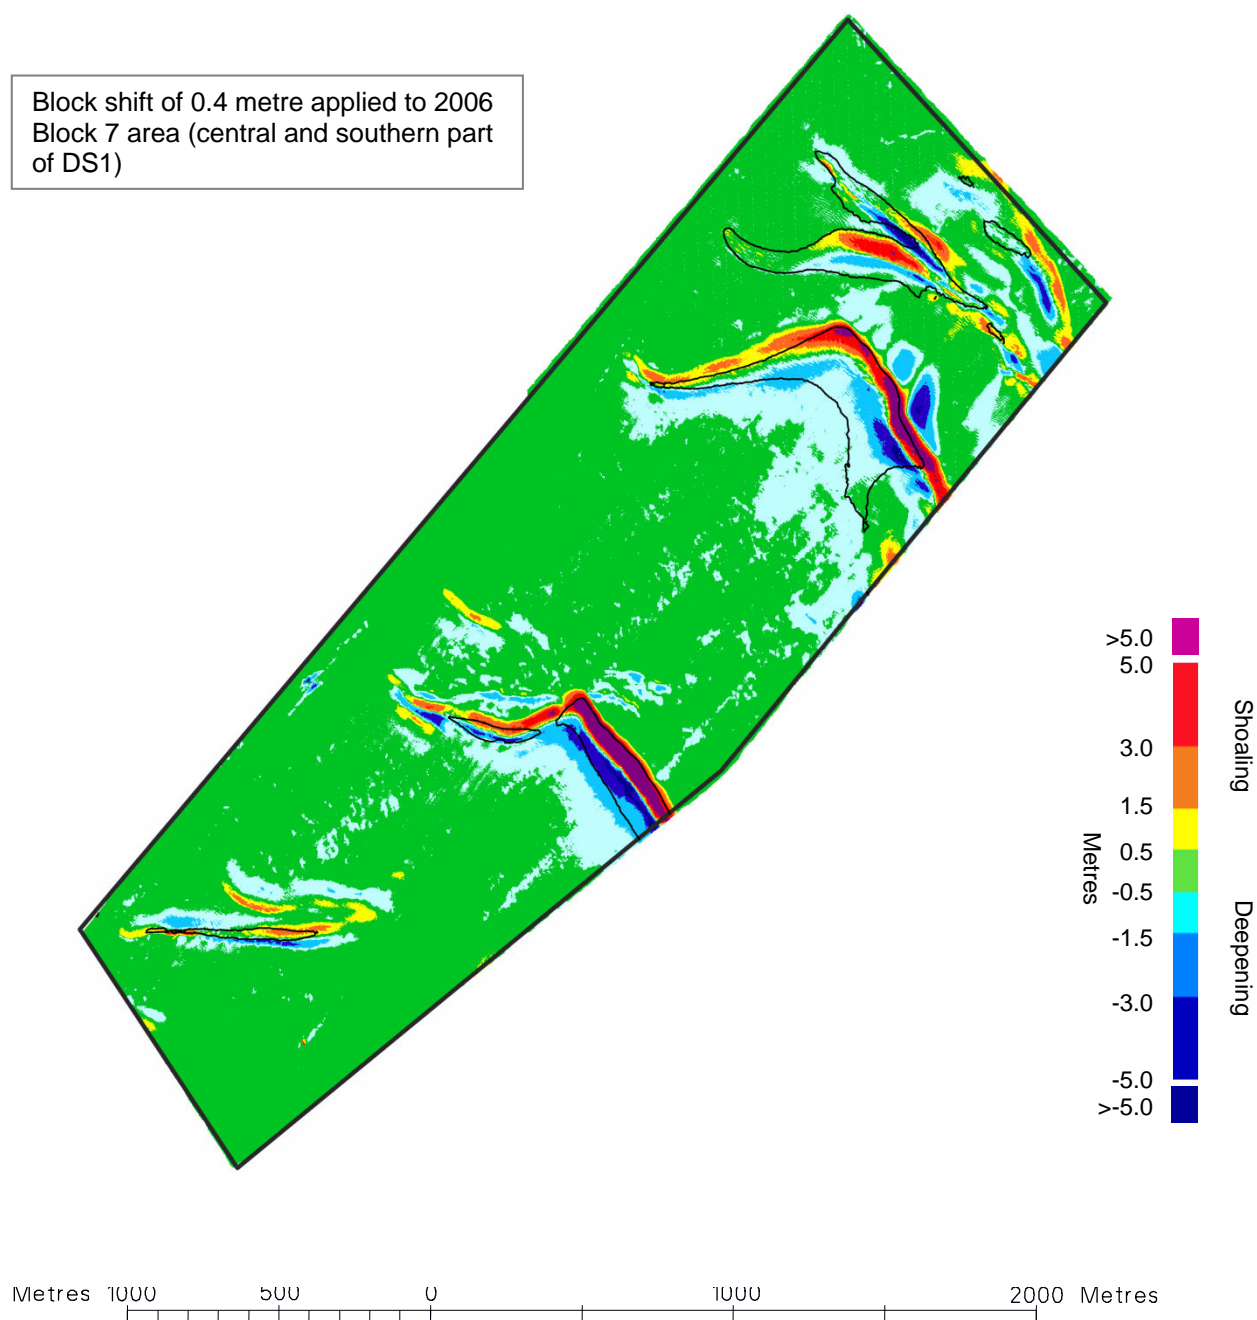 Block shift of 0.4 metre applied to 2006
Block 7 area (central and southern part
of DS1)
>5.0
5.0
3.0
1.5
0.5
-0.5
-1.5
-3.0
-5.0
>-5.0
Metres
Shoaling
Deepening
Metres 1000 500 0 1000 2000 Metres